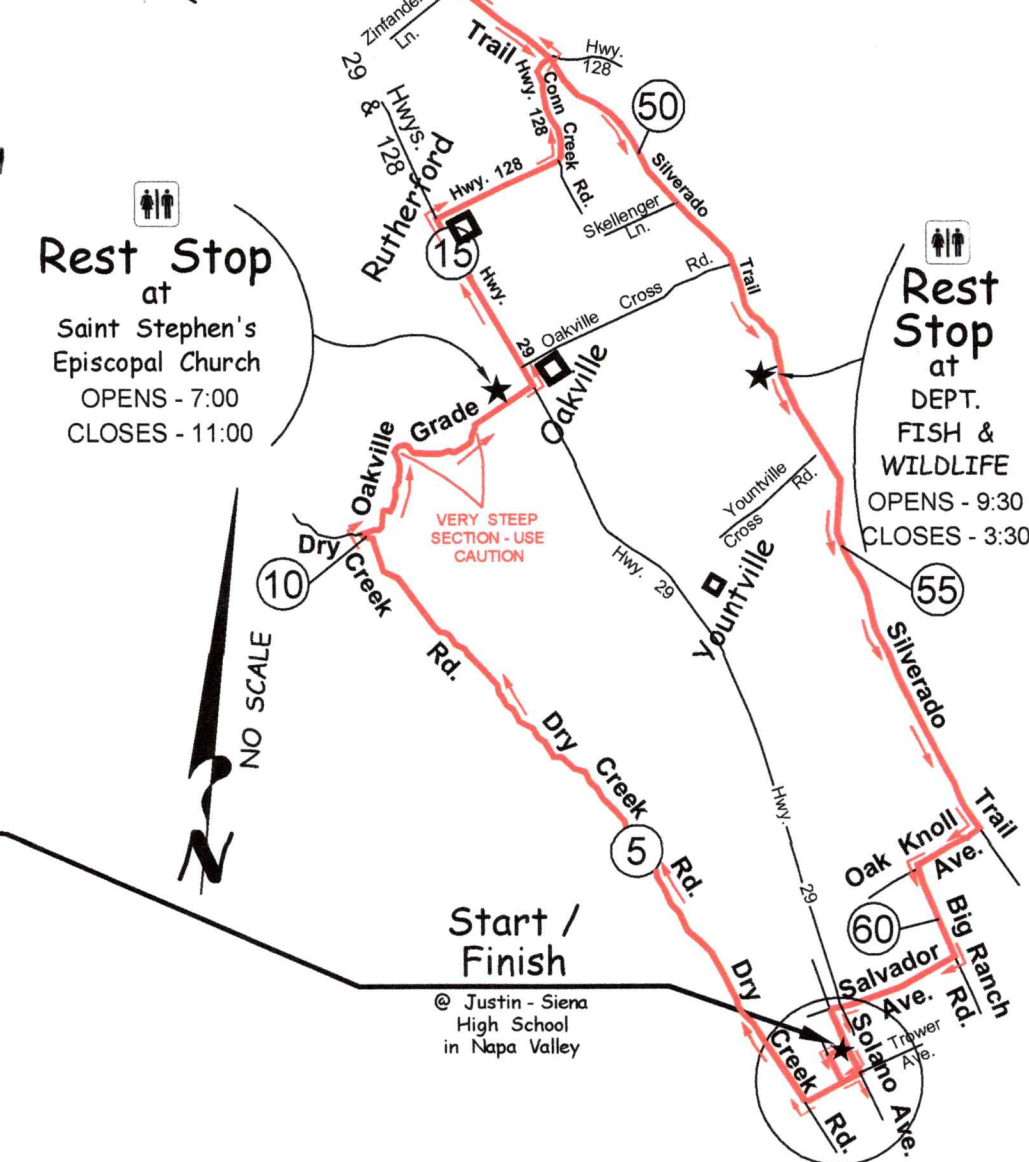 Zinfandel
Ln.
Trail
Hwy.
128
29 & 128
Hwys.
Hwy. 128
Conn Creek Rd.
50
Rutherford
Hwy. 128
Silverado
Skellenger
Ln.
15
Rest Stop
at
Saint Stephen's
Episcopal Church
OPENS - 7:00
CLOSES - 11:00
Hwy. 29
Oakville Cross Rd.
Trail
Rest
Stop
at
DEPT.
FISH &
WILDLIFE
OPENS - 9:30
CLOSES - 3:30
Oakville
Oakville Grade
VERY STEEP
SECTION - USE
CAUTION
Yountville
Cross Rd.
Dry Creek
Rd.
10
Hwy. 29
Yountville
55
NO SCALE
N
Silverado
Trail
Dry Creek
Rd.
5
Hwy. 29
Oak Knoll
Ave.
Big Ranch
Rd.
60
Start /
Finish
@ Justin - Siena
High School
in Napa Valley
Salvador
Ave.
Dry Creek
Rd.
Solano Ave.
Trower
Ave.